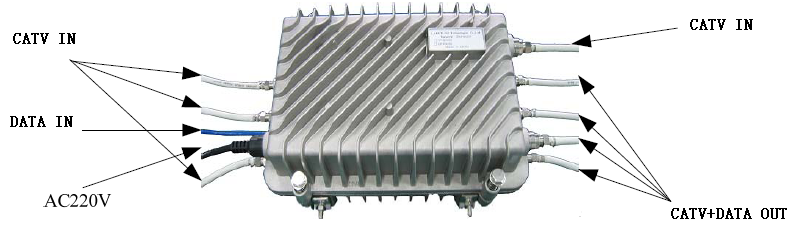 CATV IN
CATV IN
DATA IN
AC220V
CATV+DATA OUT